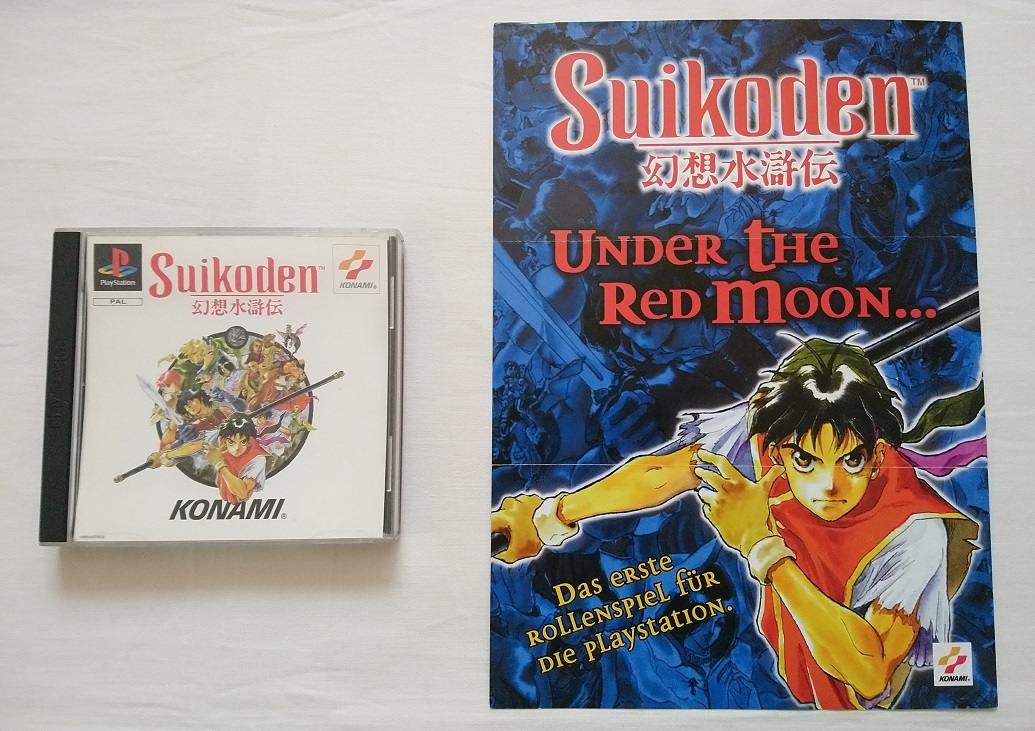 PlayStation
PAL
Suikoden™
幻想水滸伝
KONAMI®
KONAMI®
Suikoden™
幻想水滸伝
UNDER THE
RED MOON...
Das erste
Rollenspiel für
die Playstation.
KONAMI®